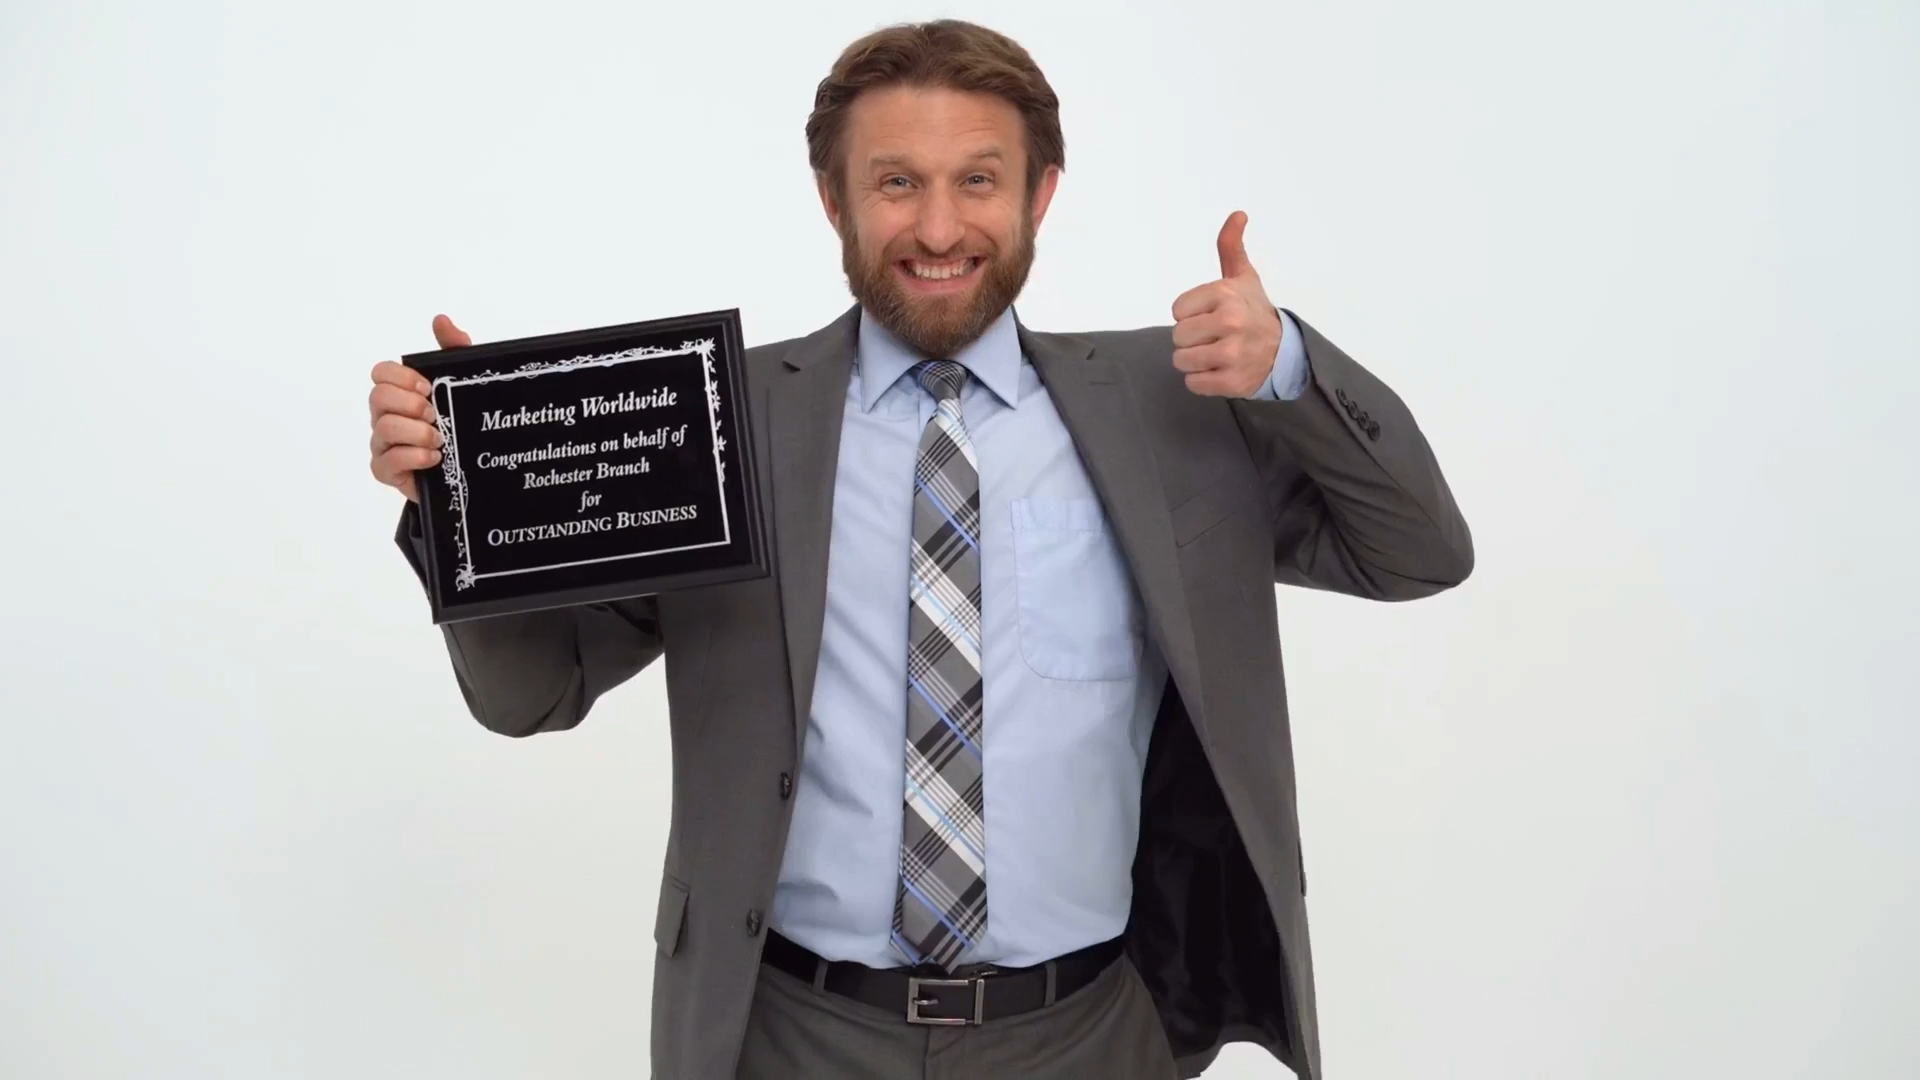 Marketing Worldwide
Congratulations on behalf of
Rochester Branch
for
OUTSTANDING BUSINESS